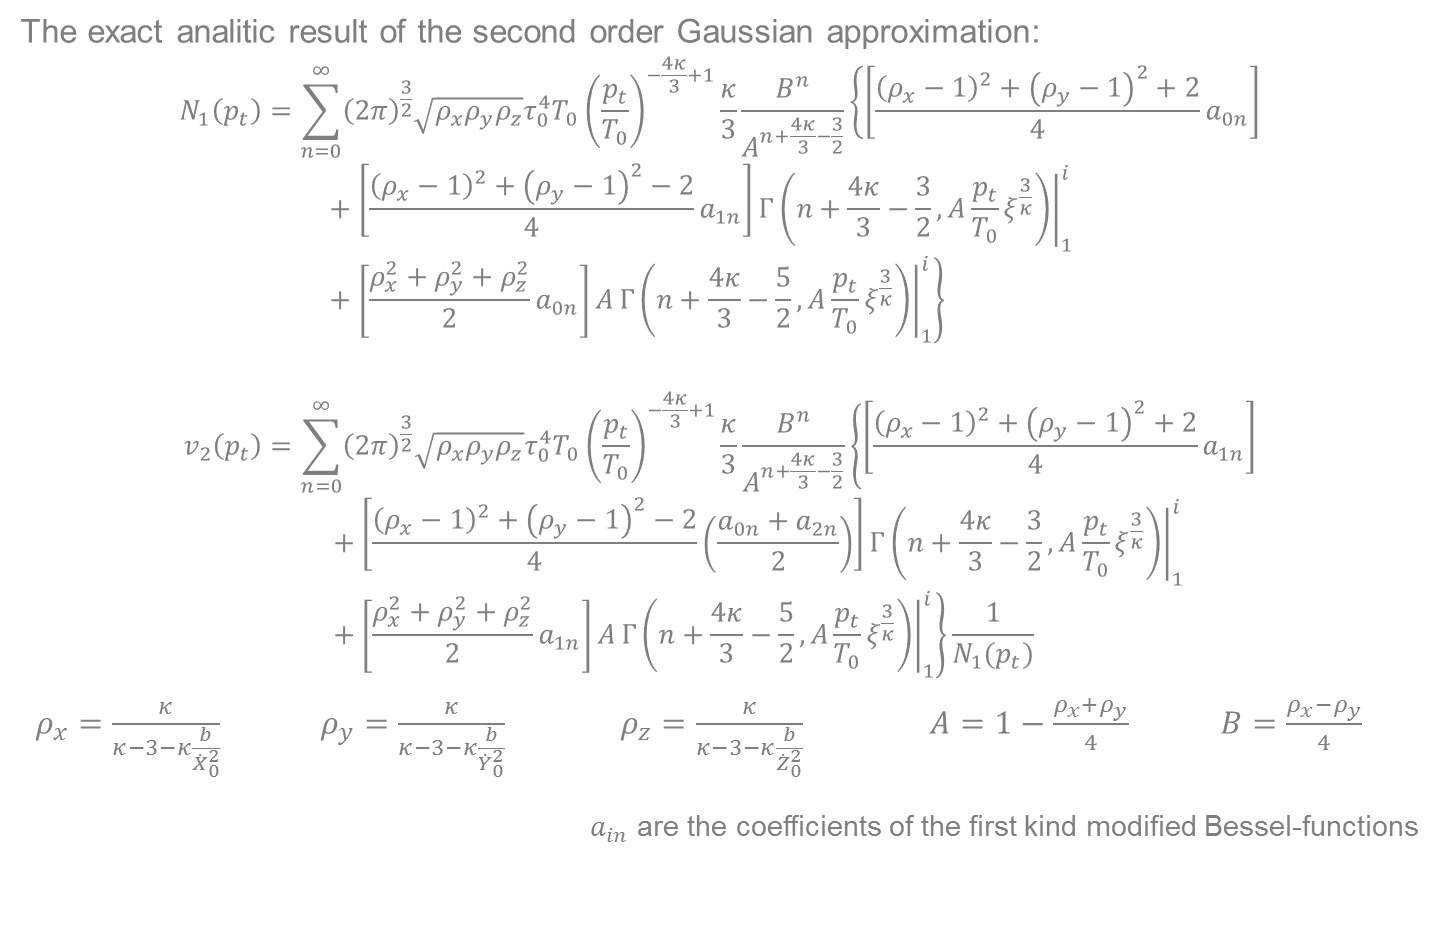 The exact analitic result of the second order Gaussian approximation:
$N_1(p_t) = \sum_{n=0}^{\infty} (2\pi)^{\frac{3}{2}} \sqrt{\rho_x \rho_y \rho_z} \tau_0^4 T_0 \left(\frac{p_t}{T_0}\right)^{-\frac{4\kappa}{3}+1} \frac{\kappa}{3} \frac{B^n}{A^{n+\frac{4\kappa}{3}-\frac{3}{2}}} \left\{ \left[ \frac{(\rho_x - 1)^2 + (\rho_y - 1)^2 + 2}{4} a_{0n} \right] \right.$
$+ \left[ \frac{(\rho_x - 1)^2 + (\rho_y - 1)^2 - 2}{4} a_{1n} \right] \Gamma \left( n + \frac{4\kappa}{3} - \frac{3}{2}, A \frac{p_t}{T_0} \xi^{\frac{3}{\kappa}} \right) \Big|_1^i$
$+ \left[ \frac{\rho_x^2 + \rho_y^2 + \rho_z^2}{2} a_{0n} \right] A \, \Gamma \left( n + \frac{4\kappa}{3} - \frac{5}{2}, A \frac{p_t}{T_0} \xi^{\frac{3}{\kappa}} \right) \Big|_1^i \Big\}$
$v_2(p_t) = \sum_{n=0}^{\infty} (2\pi)^{\frac{3}{2}} \sqrt{\rho_x \rho_y \rho_z} \tau_0^4 T_0 \left(\frac{p_t}{T_0}\right)^{-\frac{4\kappa}{3}+1} \frac{\kappa}{3} \frac{B^n}{A^{n+\frac{4\kappa}{3}-\frac{3}{2}}} \left\{ \left[ \frac{(\rho_x - 1)^2 + (\rho_y - 1)^2 + 2}{4} a_{1n} \right] \right.$
$+ \left[ \frac{(\rho_x - 1)^2 + (\rho_y - 1)^2 - 2}{4} \left( \frac{a_{0n} + a_{2n}}{2} \right) \right] \Gamma \left( n + \frac{4\kappa}{3} - \frac{3}{2}, A \frac{p_t}{T_0} \xi^{\frac{3}{\kappa}} \right) \Big|_1^i$
$+ \left[ \frac{\rho_x^2 + \rho_y^2 + \rho_z^2}{2} a_{1n} \right] A \, \Gamma \left( n + \frac{4\kappa}{3} - \frac{5}{2}, A \frac{p_t}{T_0} \xi^{\frac{3}{\kappa}} \right) \Big|_1^i \Big\} \frac{1}{N_1(p_t)}$
$\rho_x = \frac{\kappa}{\kappa-3-\kappa\frac{b}{\dot{X}_0^2}}$ $\rho_y = \frac{\kappa}{\kappa-3-\kappa\frac{b}{\dot{Y}_0^2}}$ $\rho_z = \frac{\kappa}{\kappa-3-\kappa\frac{b}{\dot{Z}_0^2}}$ $A = 1 - \frac{\rho_x+\rho_y}{4}$ $B = \frac{\rho_x-\rho_y}{4}$
$a_{in}$ are the coefficients of the first kind modified Bessel-functions